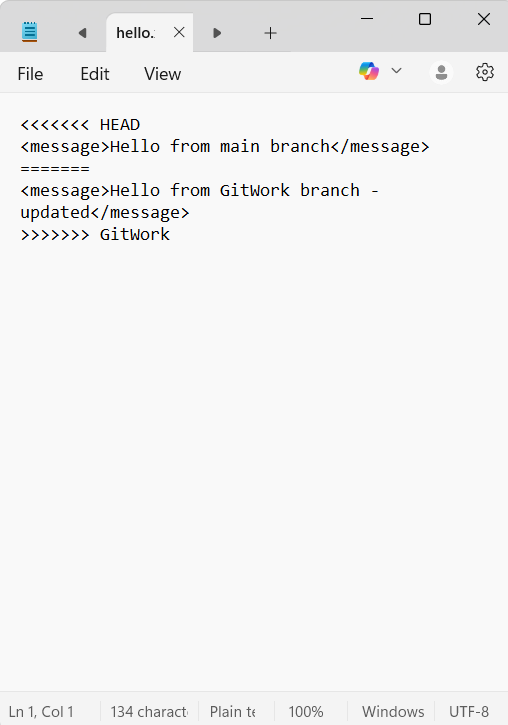 hello.:
File Edit View
<<<<<<< HEAD
<message>Hello from main branch</message>
=======
<message>Hello from GitWork branch -
updated</message>
>>>>>>> GitWork
Ln 1, Col 1 134 charact Plain te 100% Windows UTF-8